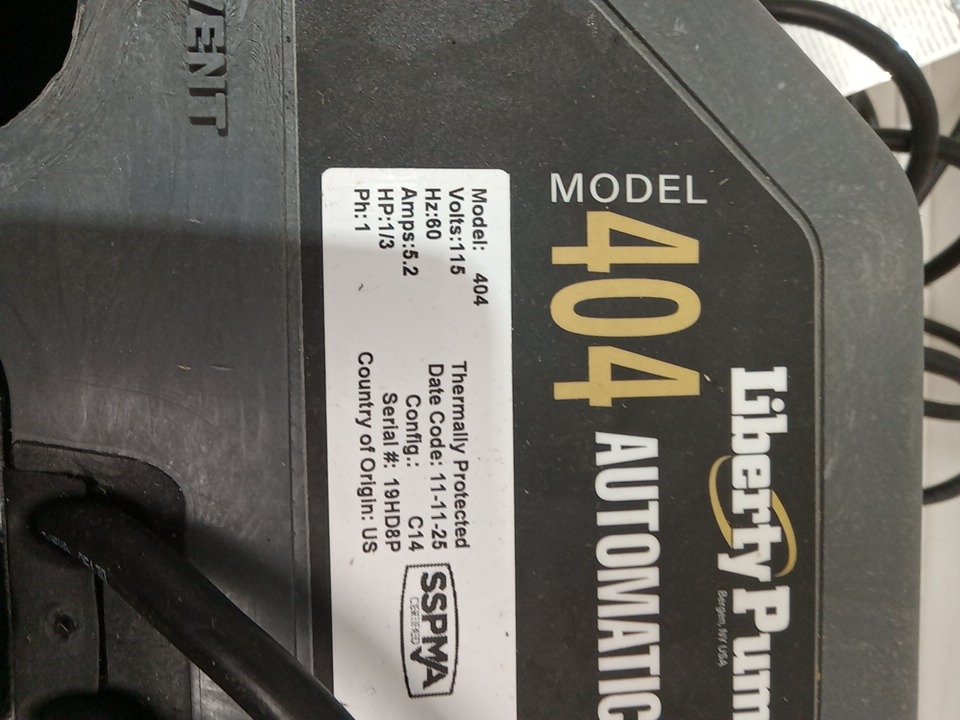 VENT
Liberty Pum
Bergen, NY USA
MODEL
404 AUTOMATIC
Model: 404
Volts:115
Hz:60
Amps:5.2
HP:1/3
Ph:1
Thermally Protected
Date Code: 11-11-25
Config.: C14
Serial #: 19HD8P
Country of Origin: US
SSPMA
CERTIFIED